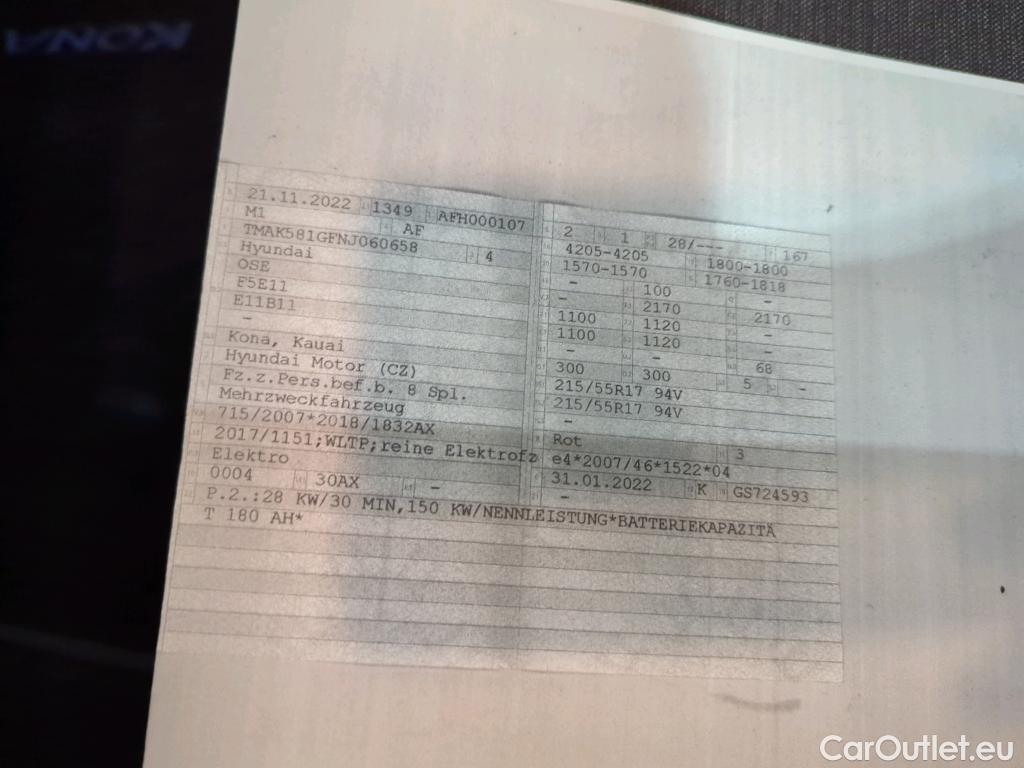 KONA
21.11.2022 1349 AFH000107
M1 AF
TMAK581GFNJ060658 4
Hyundai
OSE
F5E11
E11B11
-
Kona, Kauai
Hyundai Motor (CZ)
Fz.z.Pers.bef.b. 8 Spl.
Mehrzweckfahrzeug
715/2007*2018/1832AX
2017/1151;WLTP;reine Elektrofz
Elektro
0004 30AX -
P.2.:28 KW/30 MIN,150 KW/NENNLEISTUNG*BATTERIEKAPAZITÄ
T 180 AH*
2 1 28/--- 167
4205-4205 1800-1800
1570-1570 1760-1818
- 100 -
- 2170 2170
1100 1120 -
1100 1120 -
- - 68
300 300 5 -
215/55R17 94V
215/55R17 94V
-
Rot 3
e4*2007/46*1522*04
31.01.2022 K GS724593
-
CarOutlet.eu